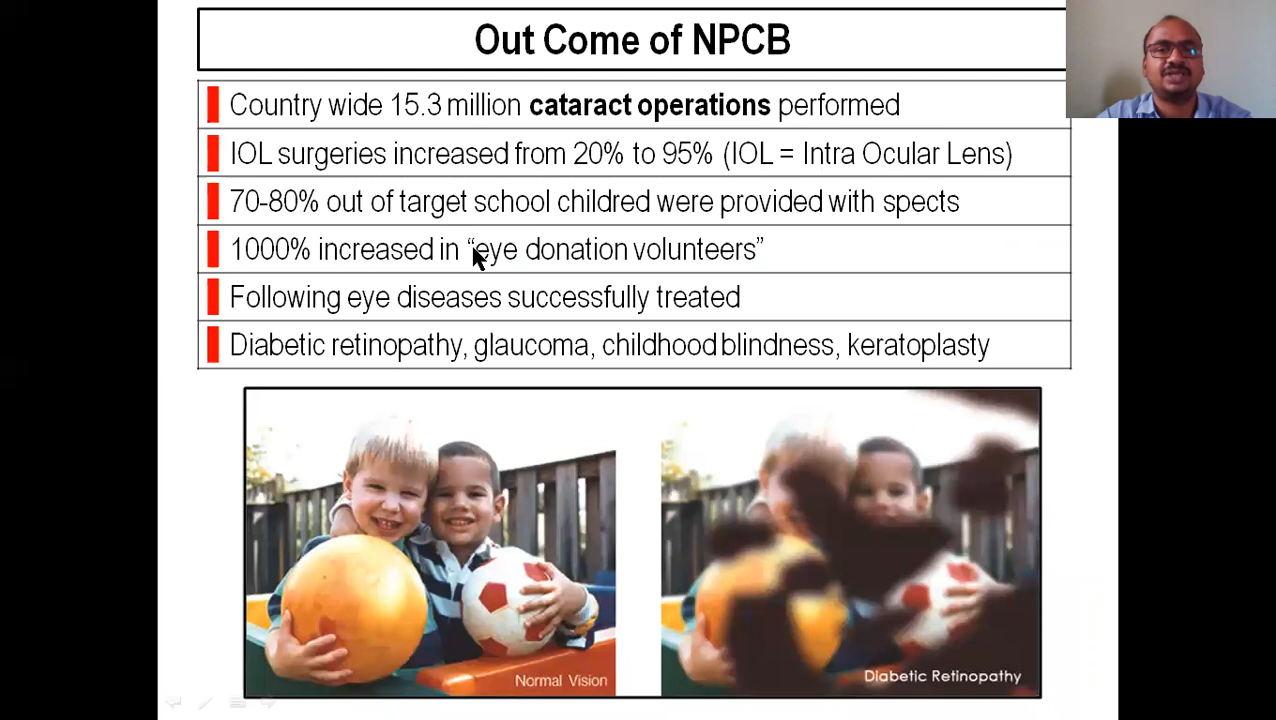 Out Come of NPCB
Country wide 15.3 million cataract operations performed
IOL surgeries increased from 20% to 95% (IOL = Intra Ocular Lens)
70-80% out of target school childred were provided with spects
1000% increased in “eye donation volunteers”
Following eye diseases successfully treated
Diabetic retinopathy, glaucoma, childhood blindness, keratoplasty
Normal Vision
Diabetic Retinopathy